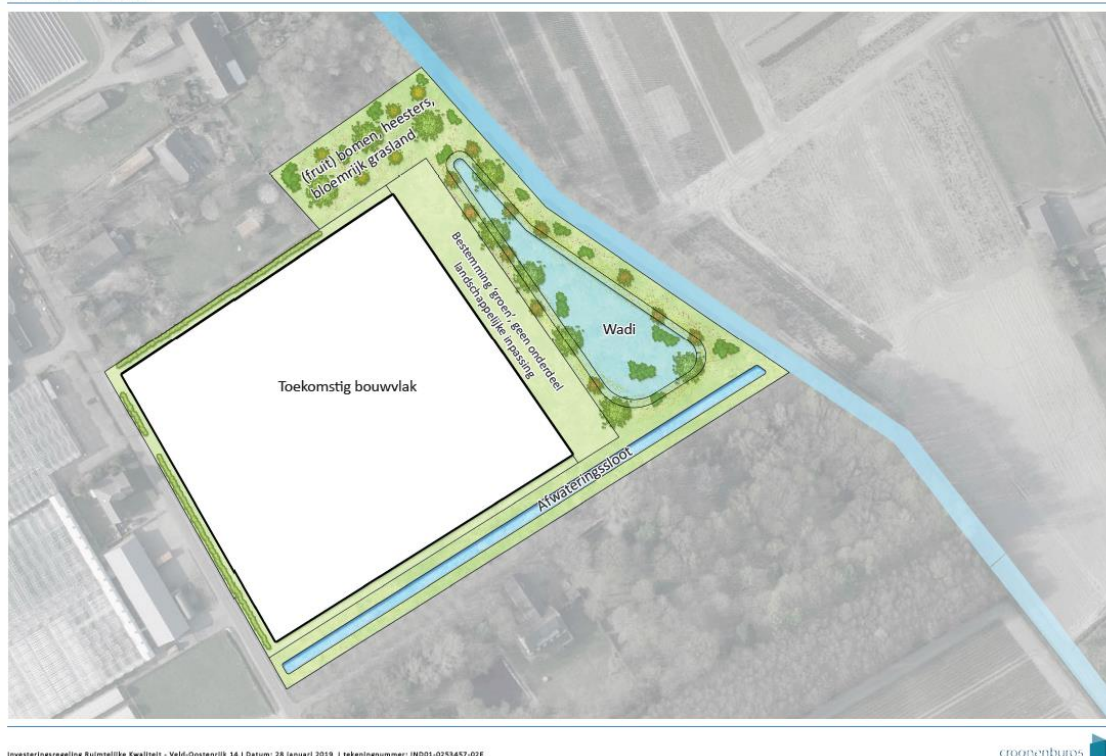 (fruit) bomen, heesters,
bloemrijk grasland
Bestemming 'groen', geen onderdeel
landschappelijke inpassing
Wadi
Toekomstig bouwvlak
Afwateringssloot
Investeringsregeling Ruimtelijke Kwaliteit - Veld-Oostenrijk 14 | Datum: 28 januari 2019 | tekeningnummer: IND01-0253457-02E
croonenburo5